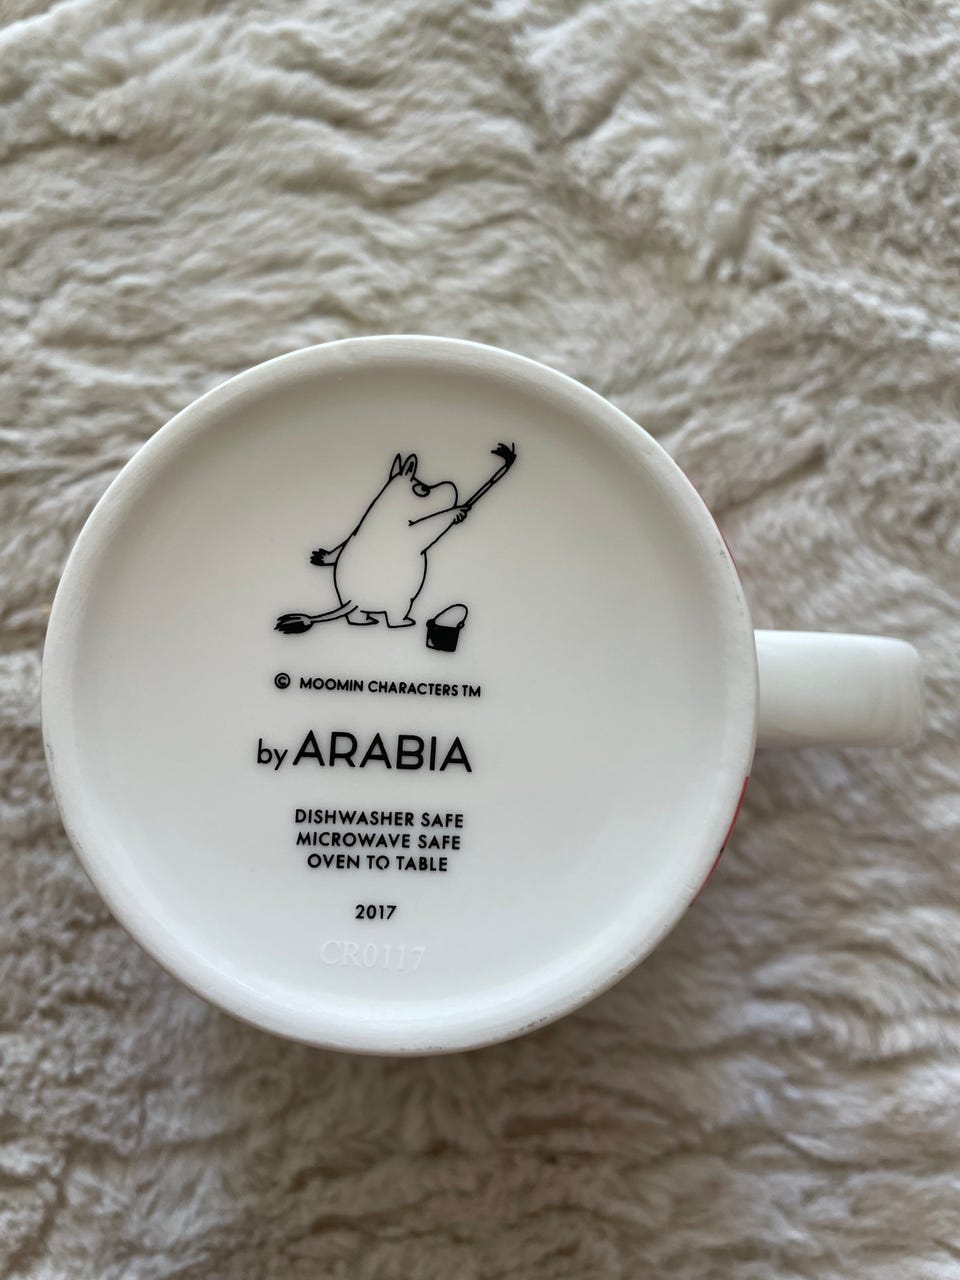 © MOOMIN CHARACTERS TM
by ARABIA
DISHWASHER SAFE
MICROWAVE SAFE
OVEN TO TABLE
2017
CR0117